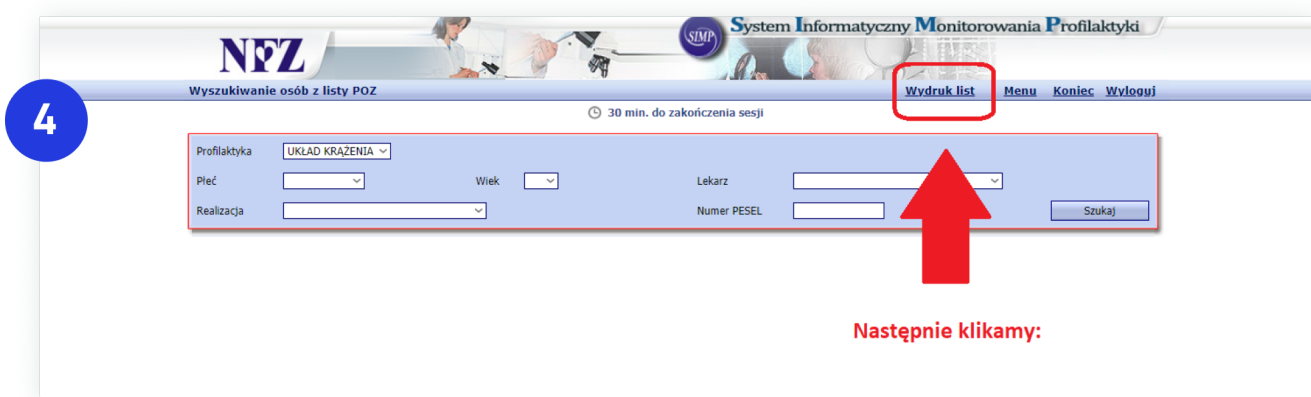 System Informatyczny Monitorowania Profilaktyki
SIMP
NFZ
Wyszukiwanie osób z listy POZ
Wydruk list Menu Koniec Wyloguj
4
30 min. do zakończenia sesji
Profilaktyka UKŁAD KRĄŻENIA
Płeć Wiek Lekarz
Realizacja Numer PESEL Szukaj
Następnie klikamy: